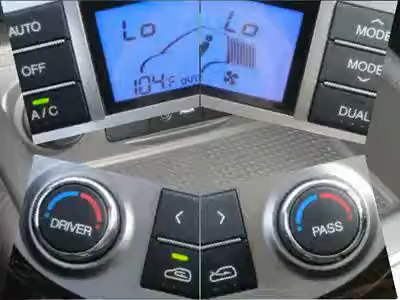 AUTO
Lo
Lo
MODE
OFF
MODE
104°F OUT
A/C
DUAL
DRIVER
PASS